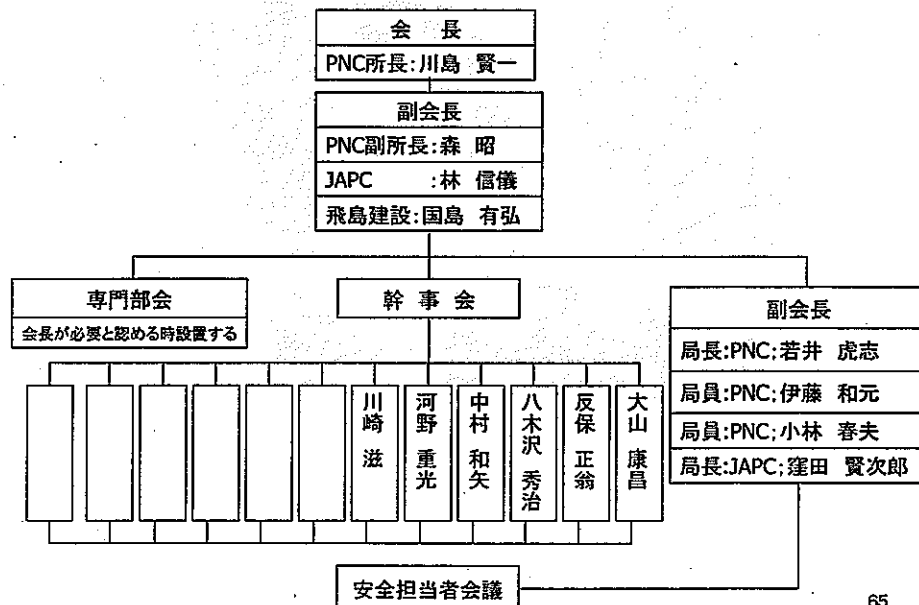 会 長
PNC所長:川島 賢一
副会長
PNC副所長:森 昭
JAPC :林 信儀
飛島建設:国島 有弘
専門部会
会長が必要と認める時設置する
幹 事 会
副会長
局長:PNC;若井 虎志
局員:PNC;伊藤 和元
局員:PNC;小林 春夫
局長:JAPC;窪田 賢次郎
川崎 滋
河野 重光
中村 和矢
八木沢 秀治
反保 正翁
大山 康昌
安全担当者会議
65